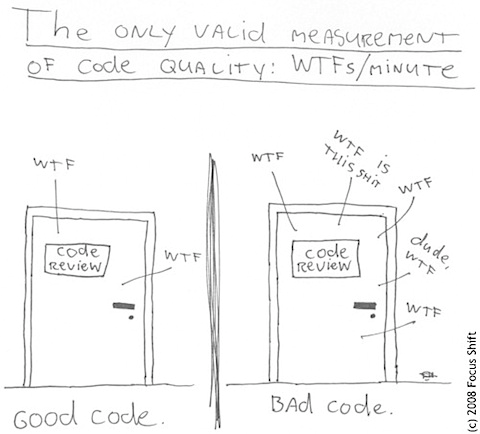 The ONLY VALID MEASUREMENT
OF Code QUALITY: WTFs/MINUTE
WTF
code
REVIEW
WTF
GOOD code.
WTF
WTF is
THIS SHIT
WTF
code
REVIEW
dude,
WTF
WTF
BAD code.
(c) 2008 Focus Shift